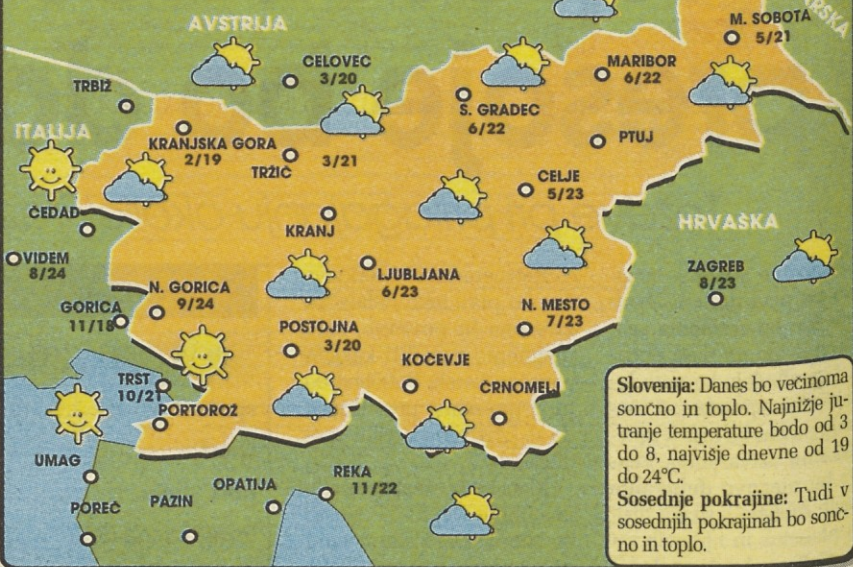 AVSTRIJA
M. SOBOTA
5/21
CELOVEC
3/20
MARIBOR
6/22
TRBIŽ
S. GRADEC
6/22
ITALIJA
KRANJSKA GORA
2/19
TRŽIČ
3/21
PTUJ
CELJE
5/23
ČEDAD
KRANJ
HRVAŠKA
VIDEM
8/24
LJUBLJANA
6/23
ZAGREB
8/23
N. GORICA
9/24
GORICA
11/18
N. MESTO
7/23
POSTOJNA
3/20
KOČEVJE
TRST
10/21
ČRNOMELJ
PORTOROŽ
UMAG
REKA
11/22
OPATIJA
PAZIN
POREČ
Slovenija: Danes bo večinoma
sončno in toplo. Najnižje ju-
tranje temperature bodo od 3
do 8, najvišje dnevne od 19
do 24°C.
Sosednje pokrajine: Tudi v
sosednjih pokrajinah bo sonč-
no in toplo.